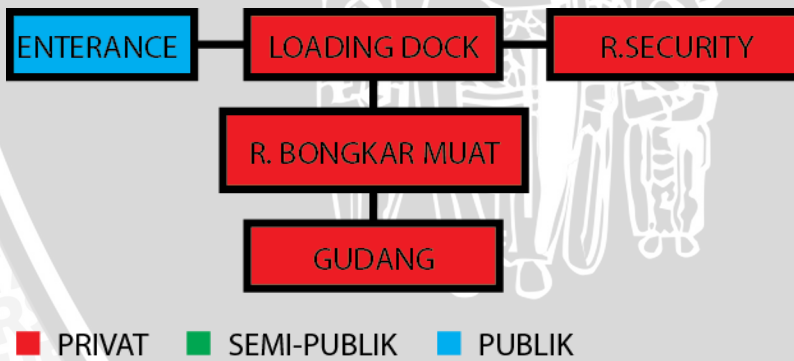 ENTERANCE LOADING DOCK R.SECURITY
R. BONGKAR MUAT
GUDANG
PRIVAT SEMI-PUBLIK PUBLIK